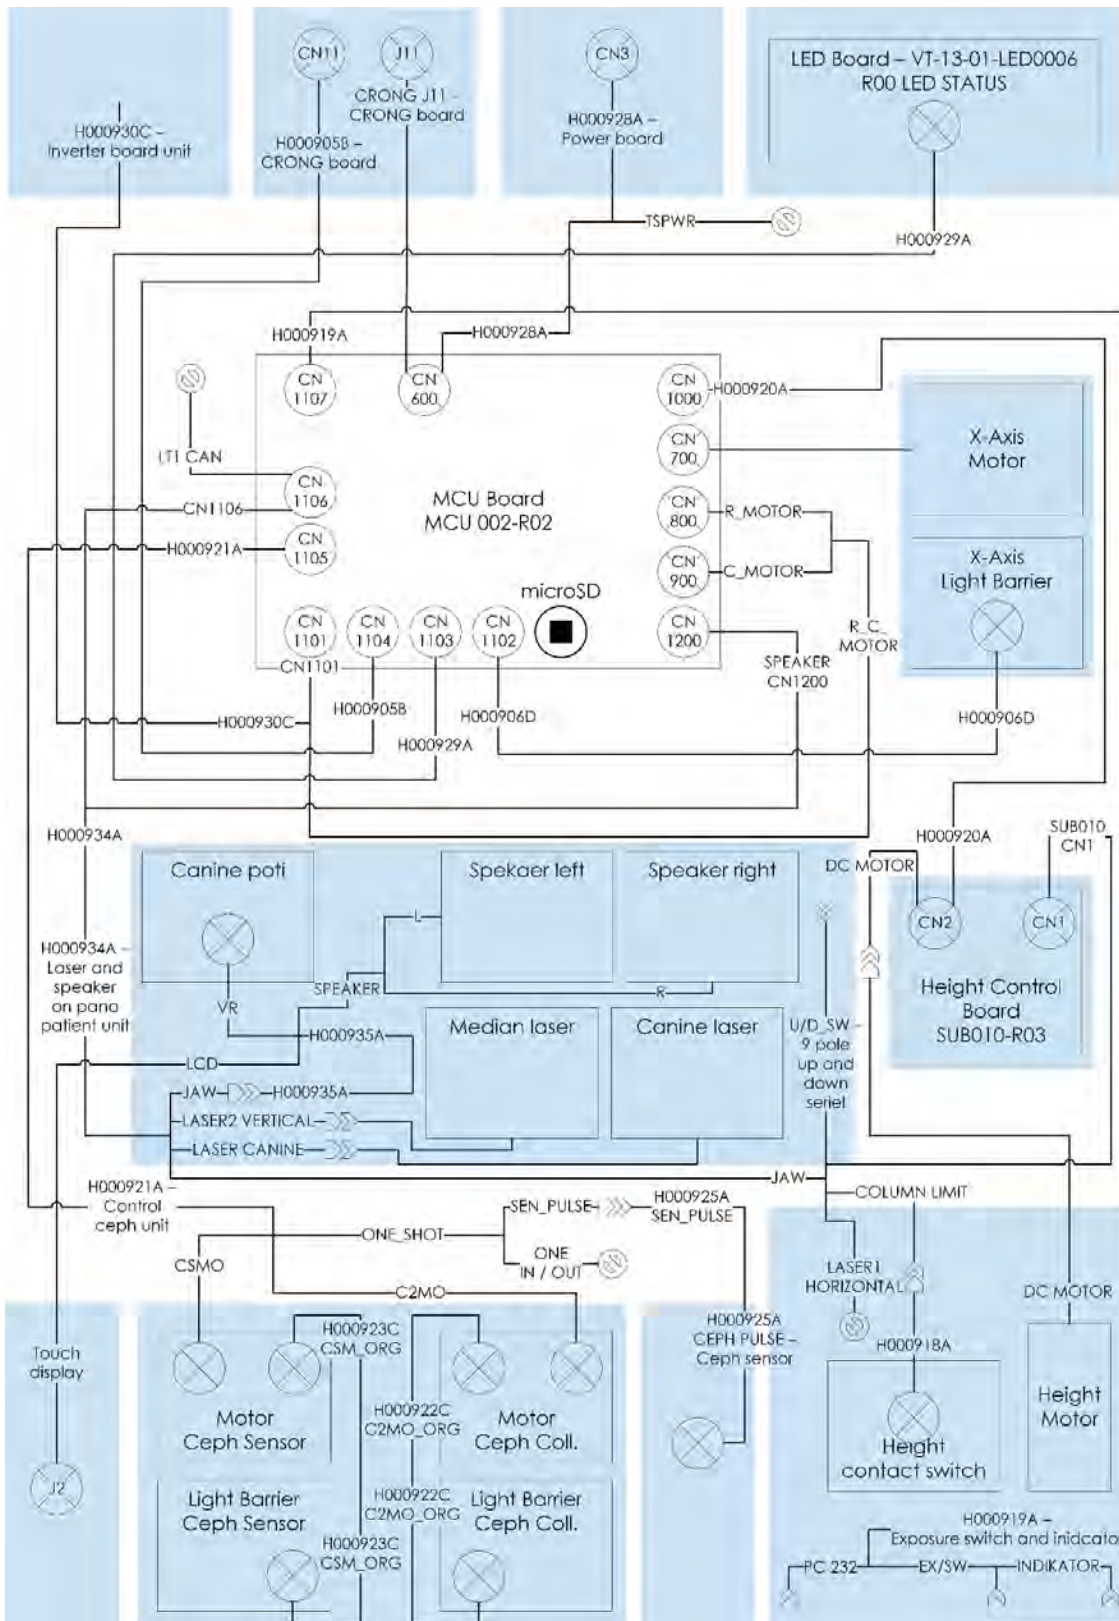 CN11
J11
CN3
LED Board – VT-13-01-LED0006
R00 LED STATUS
CRONG J11 –
CRONG board
H000930C –
Inverter board unit
H000905B –
CRONG board
H000928A –
Power board
TSPWR
H000929A
H000919A
H000928A
CN
1107
CN
600
CN
1000
H000920A
CN
700
X-Axis
Motor
LTI CAN
CN
1106
CN1106
MCU Board
MCU 002-R02
CN
800
R_MOTOR
CN
1105
H000921A
CN
900
C_MOTOR
X-Axis
Light Barrier
microSD
CN
1101
CN
1104
CN
1103
CN
1102
CN
1200
R_C_
MOTOR
CN1101
SPEAKER
CN1200
H000905B
H000906D
H000906D
H000930C
H000929A
H000934A
H000920A
SUB010
CN1
DC MOTOR
Canine poti
Spekaer left
Speaker right
L
CN2
CN1
H000934A –
Laser and
speaker
on pano
patient unit
SPEAKER
R
VR
Height Control
Board
SUB010-R03
H000935A
Median laser
Canine laser
U/D_SW –
9 pole
up and
down
seriel
LCD
JAW
H000935A
LASER2 VERTICAL
LASER CANINE
JAW
H000921A –
Control
ceph unit
COLUMN LIMIT
SEN_PULSE
H000925A
SEN_PULSE
ONE_SHOT
ONE
IN / OUT
CSMO
LASER1
HORIZONTAL
C2MO
DC MOTOR
H000923C
CSM_ORG
H000925A
CEPH PULSE –
Ceph sensor
Touch
display
H000918A
Motor
Ceph Sensor
H000922C
C2MO_ORG
Motor
Ceph Coll.
Height
Motor
Height
contact switch
J2
Light Barrier
Ceph Sensor
H000922C
C2MO_ORG
Light Barrier
Ceph Coll.
H000923C
CSM_ORG
H000919A –
Exposure switch and inidcato
PC 232
EX/SW
INDIKATOR